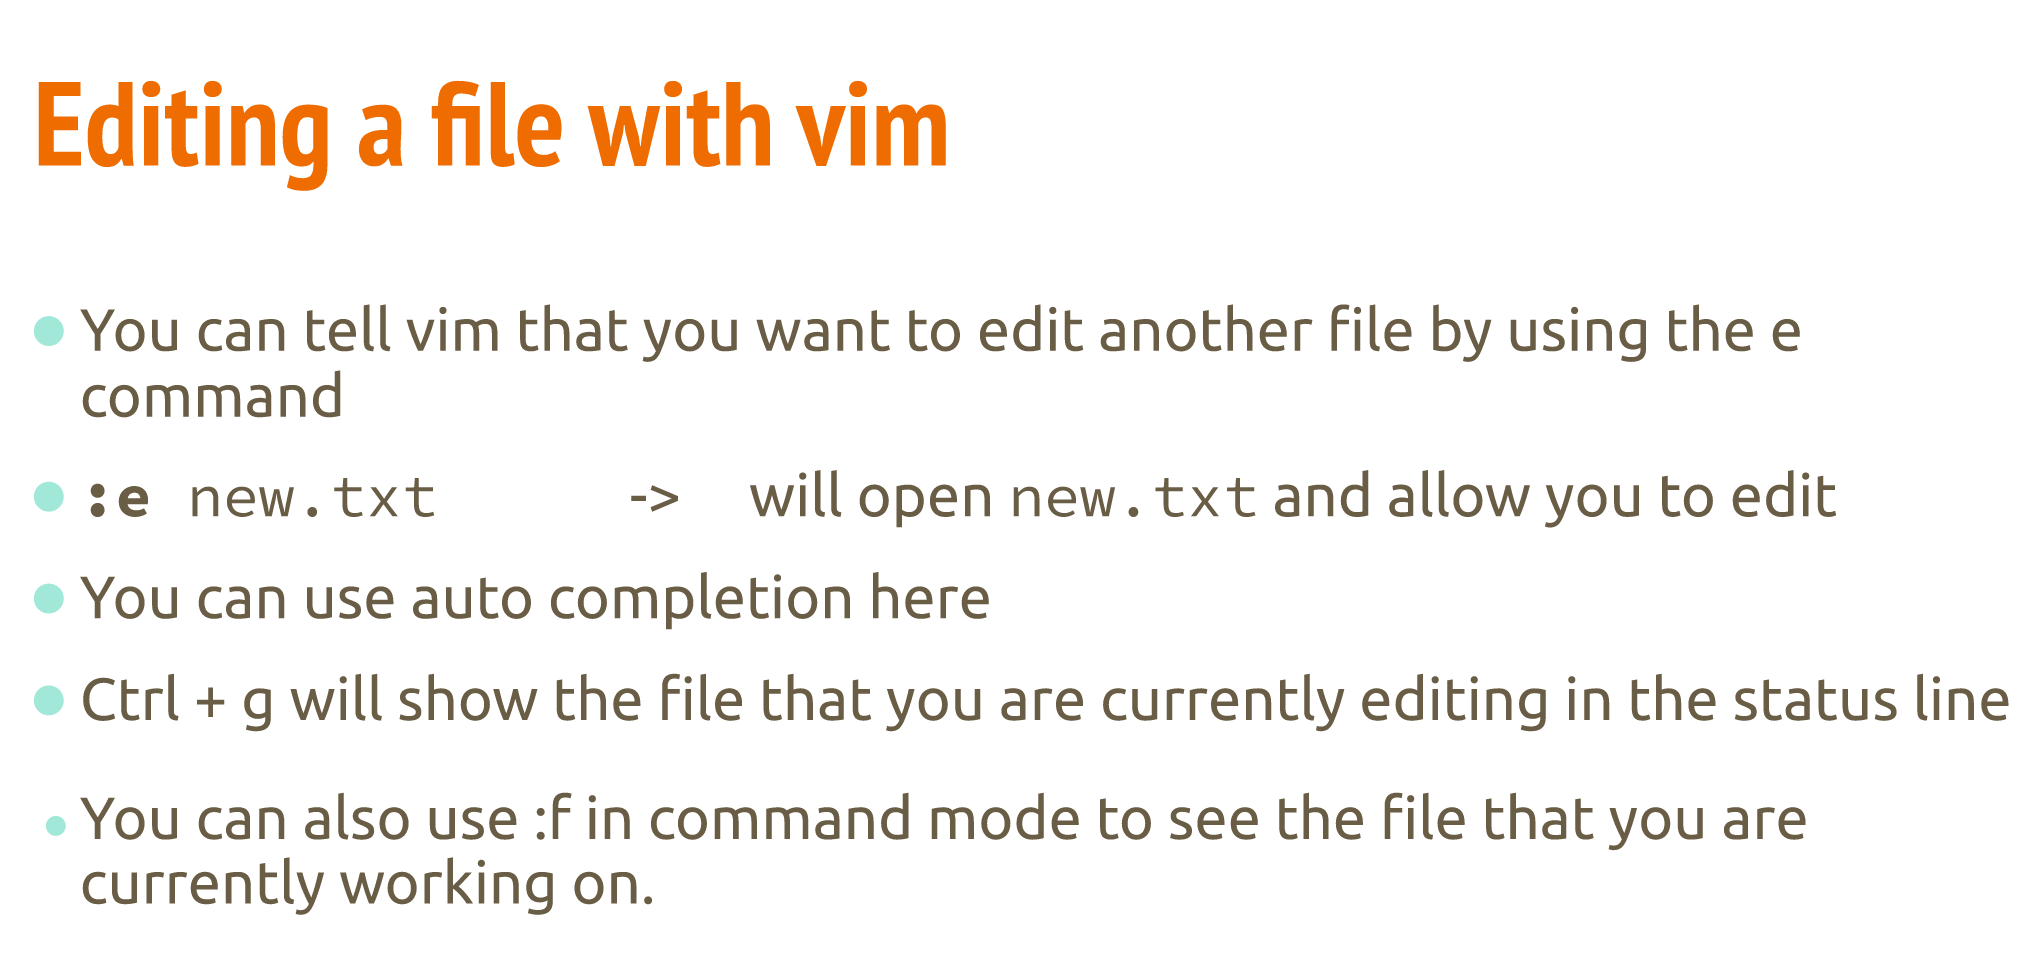 Editing a file with vim
You can tell vim that you want to edit another file by using the e
command
:e new.txt -> will open new.txt and allow you to edit
You can use auto completion here
Ctrl + g will show the file that you are currently editing in the status line
You can also use :f in command mode to see the file that you are
currently working on.